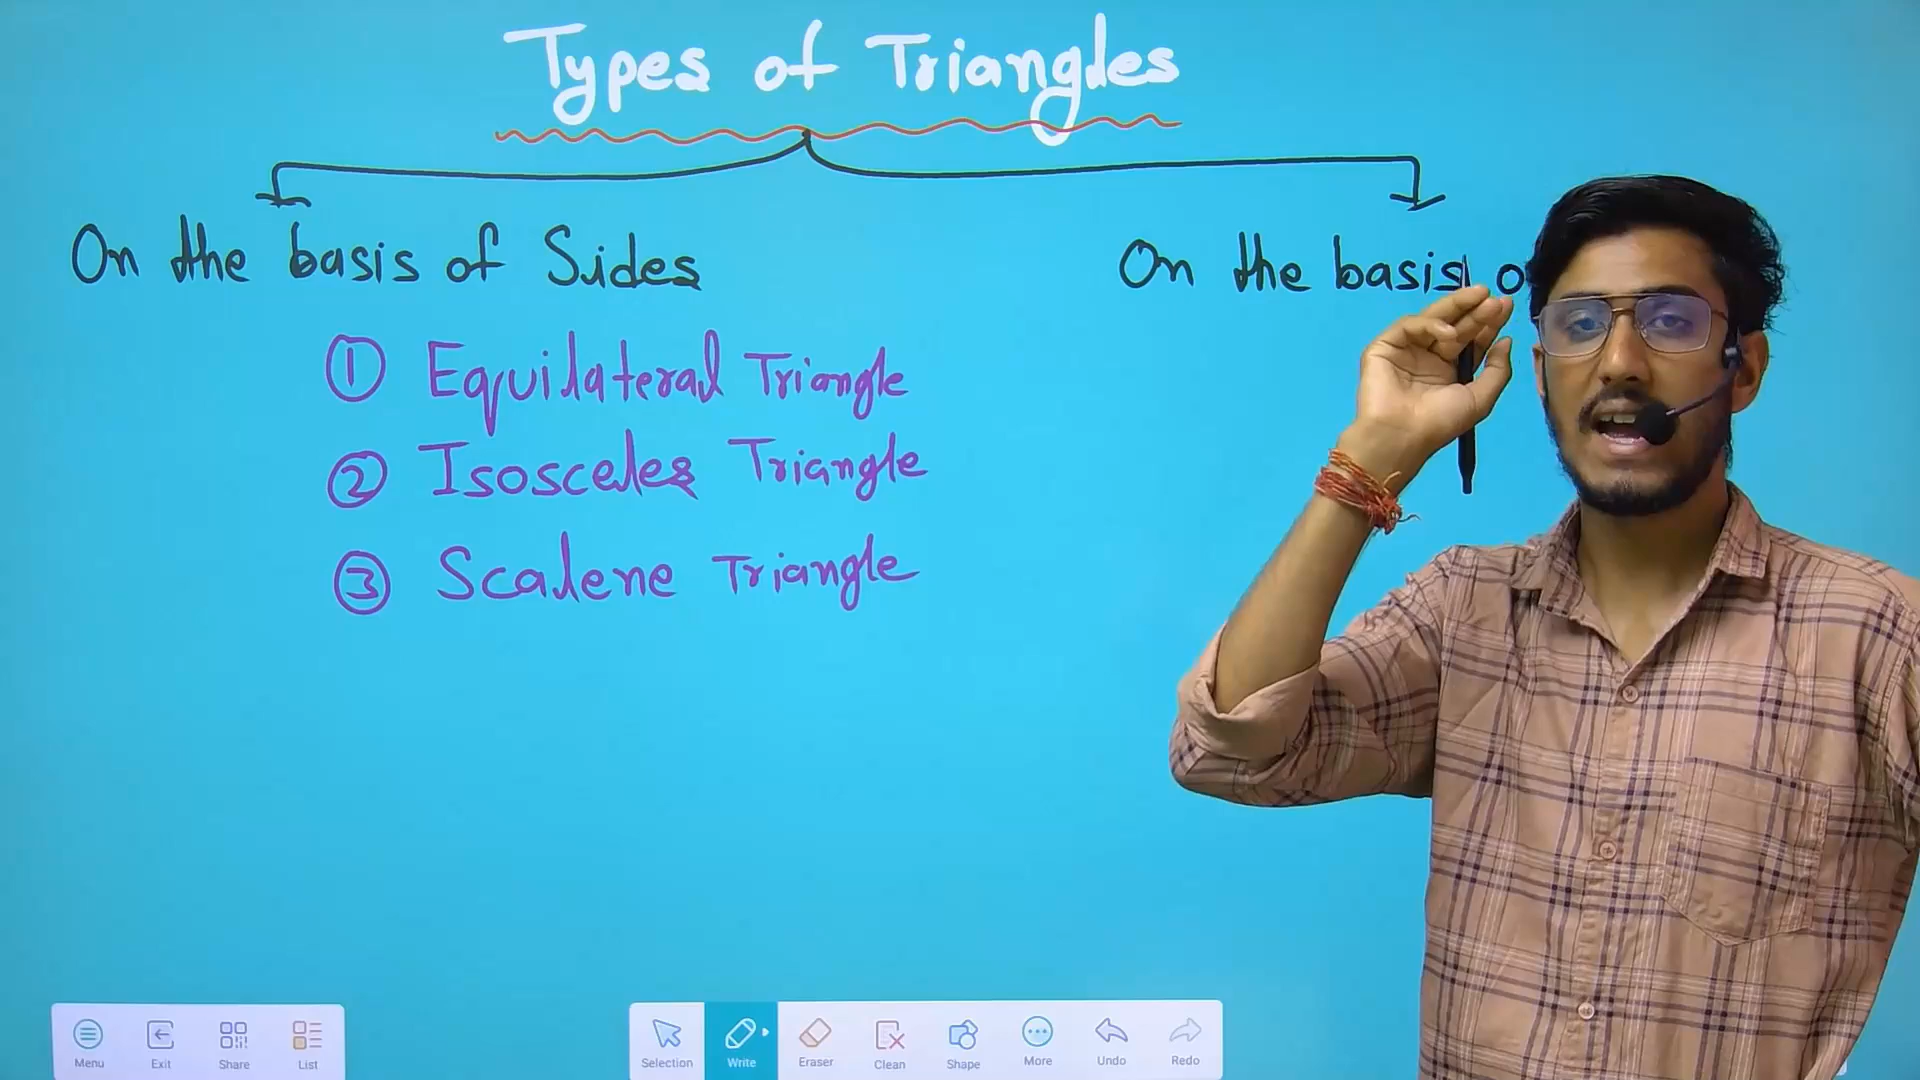 Types of Triangles
On the basis of Sides
On the basis o
① Equilateral Triangle
② Isosceles Triangle
③ Scalene Triangle
Menu Exit Share List
Selection Write Eraser Clean Shape More Undo Redo